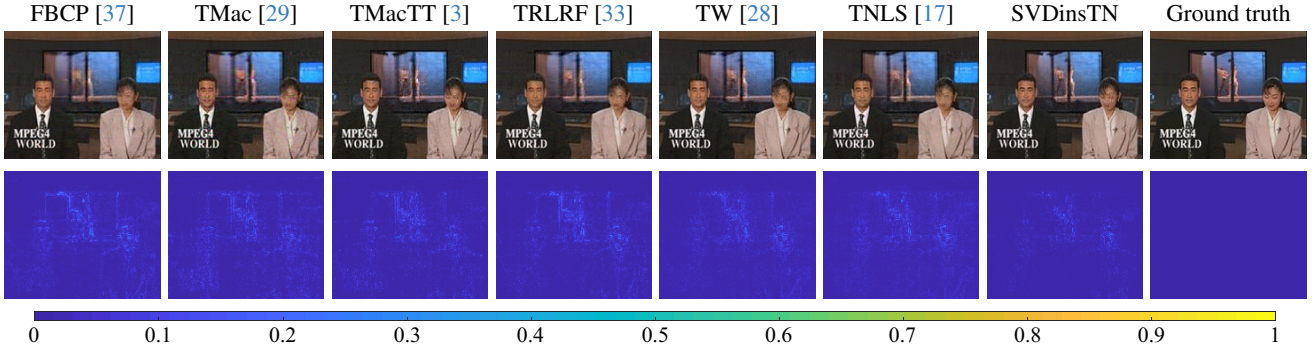 FBCP [37] TMac [29] TMacTT [3] TRLRF [33] TW [28] TNLS [17] SVDinsTN Ground truth
MPEG4 MPEG4 MPEG4 MPEG4 MPEG4 MPEG4 MPEG4 MPEG4
WORLD WORLD WORLD WORLD WORLD WORLD WORLD WORLD
0 0.1 0.2 0.3 0.4 0.5 0.6 0.7 0.8 0.9 1